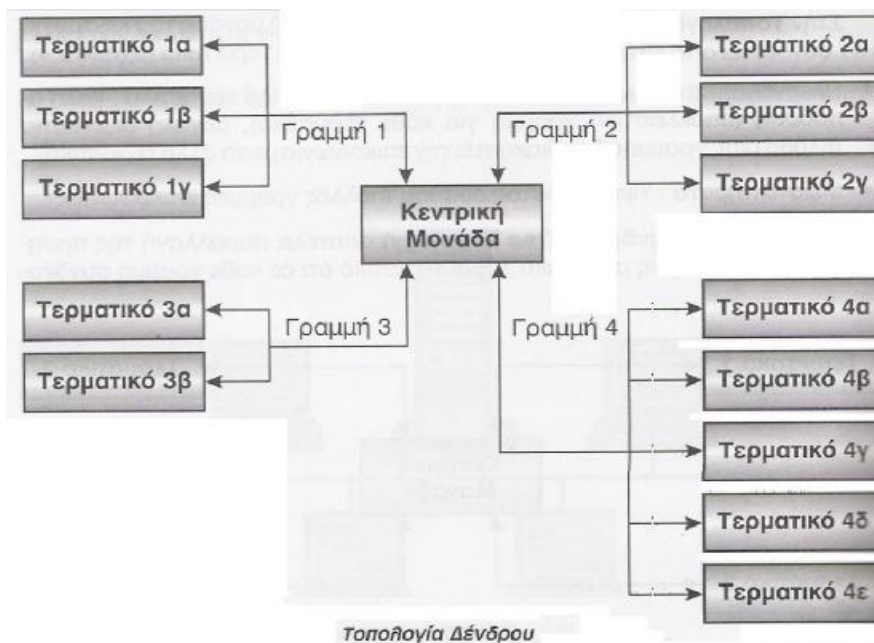 Τερματικό 1α
Τερματικό 1β
Τερματικό 1γ
Γραμμή 1
Τερματικό 2α
Τερματικό 2β
Τερματικό 2γ
Γραμμή 2
Κεντρική
Μονάδα
Τερματικό 3α
Τερματικό 3β
Γραμμή 3
Γραμμή 4
Τερματικό 4α
Τερματικό 4β
Τερματικό 4γ
Τερματικό 4δ
Τερματικό 4ε
Τοπολογία Δένδρου